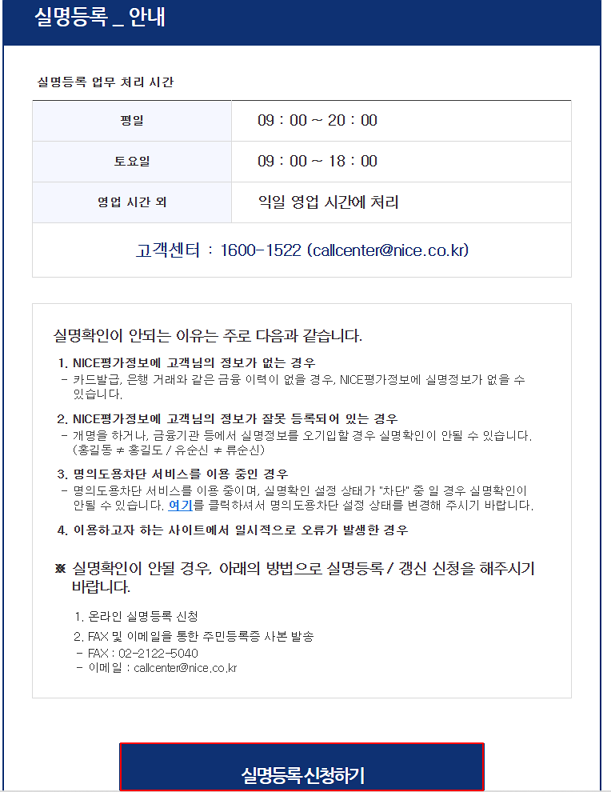 실명등록 _ 안내
실명등록 업무 처리 시간
평일 09 : 00 ~ 20 : 00
토요일 09 : 00 ~ 18 : 00
영업 시간 외 익일 영업 시간에 처리
고객센터 : 1600-1522 (callcenter@nice.co.kr)
실명확인이 안되는 이유는 주로 다음과 같습니다.
1. NICE평가정보에 고객님의 정보가 없는 경우
- 카드발급, 은행 거래와 같은 금융 이력이 없을 경우, NICE평가정보에 실명정보가 없을 수
있습니다.
2. NICE평가정보에 고객님의 정보가 잘못 등록되어 있는 경우
- 개명을 하거나, 금융기관 등에서 실명정보를 오기입할 경우 실명확인이 안될 수 있습니다.
(홍길동 ≠ 홍길도 / 유순신 ≠ 류순신)
3. 명의도용차단 서비스를 이용 중인 경우
- 명의도용차단 서비스를 이용 중이며, 실명확인 설정 상태가 "차단" 중 일 경우 실명확인이
안될 수 있습니다. 여기를 클릭하셔서 명의도용차단 설정 상태를 변경해 주시기 바랍니다.
4. 이용하고자 하는 사이트에서 일시적으로 오류가 발생한 경우
※ 실명확인이 안될 경우, 아래의 방법으로 실명등록 / 갱신 신청을 해주시기
바랍니다.
1. 온라인 실명등록 신청
2. FAX 및 이메일을 통한 주민등록증 사본 발송
- FAX : 02-2122-5040
- 이메일 : callcenter@nice.co.kr
실명등록 신청하기